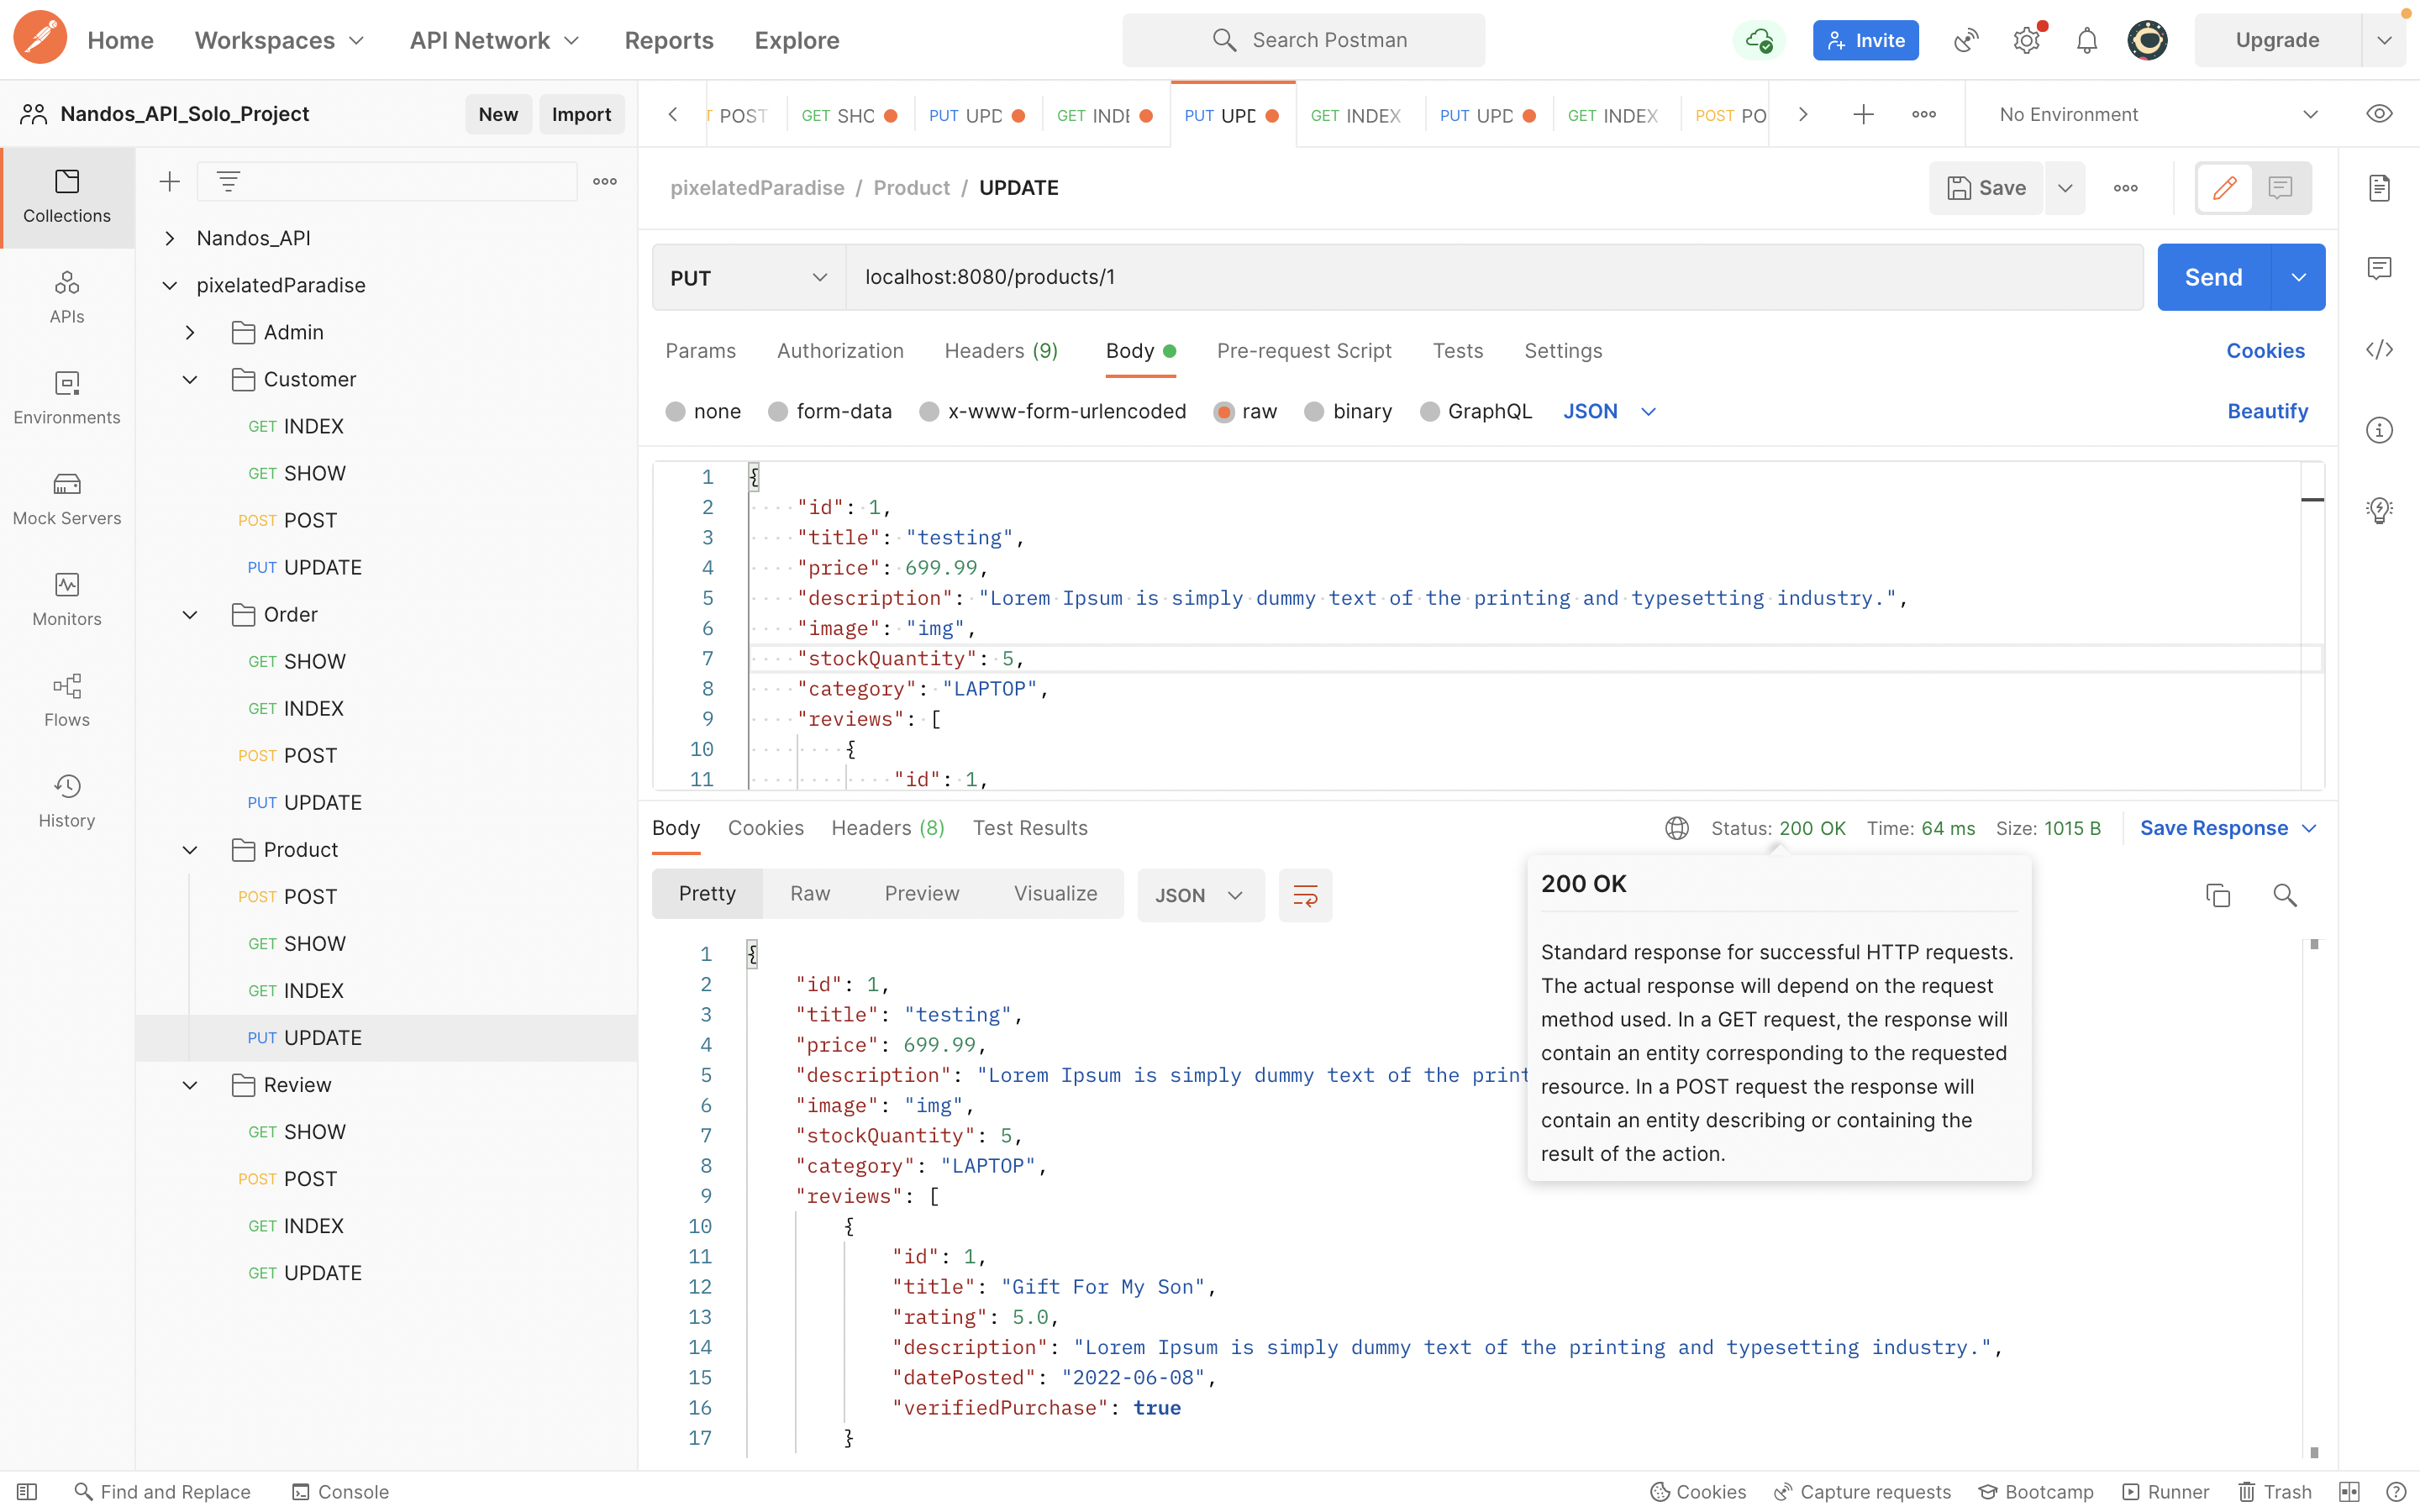 Home Workspaces API Network Reports Explore Search Postman Invite Upgrade
Nandos_API_Solo_Project New Import
POST GET SHO PUT UPD GET INDE PUT UPD GET INDEX PUT UPD GET INDEX POST PO No Environment
Collections
APIs
Environments
Mock Servers
Monitors
Flows
History
Nandos_API
pixelatedParadise
Admin
Customer
GET INDEX
GET SHOW
POST POST
PUT UPDATE
Order
GET SHOW
GET INDEX
POST POST
PUT UPDATE
Product
POST POST
GET SHOW
GET INDEX
PUT UPDATE
Review
GET SHOW
POST POST
GET INDEX
GET UPDATE
pixelatedParadise / Product / UPDATE Save
PUT localhost:8080/products/1 Send
Params Authorization Headers (9) Body Pre-request Script Tests Settings Cookies
none form-data x-www-form-urlencoded raw binary GraphQL JSON Beautify
1 {
2 "id": 1,
3 "title": "testing",
4 "price": 699.99,
5 "description": "Lorem Ipsum is simply dummy text of the printing and typesetting industry.",
6 "image": "img",
7 "stockQuantity": 5,
8 "category": "LAPTOP",
9 "reviews": [
10 {
11 "id": 1,
Body Cookies Headers (8) Test Results Status: 200 OK Time: 64 ms Size: 1015 B Save Response
Pretty Raw Preview Visualize JSON
200 OK
Standard response for successful HTTP requests.
The actual response will depend on the request
method used. In a GET request, the response will
contain an entity corresponding to the requested
resource. In a POST request the response will
contain an entity describing or containing the
result of the action.
1 {
2 "id": 1,
3 "title": "testing",
4 "price": 699.99,
5 "description": "Lorem Ipsum is simply dummy text of the print
6 "image": "img",
7 "stockQuantity": 5,
8 "category": "LAPTOP",
9 "reviews": [
10 {
11 "id": 1,
12 "title": "Gift For My Son",
13 "rating": 5.0,
14 "description": "Lorem Ipsum is simply dummy text of the printing and typesetting industry.",
15 "datePosted": "2022-06-08",
16 "verifiedPurchase": true
17 }
Find and Replace Console Cookies Capture requests Bootcamp Runner Trash